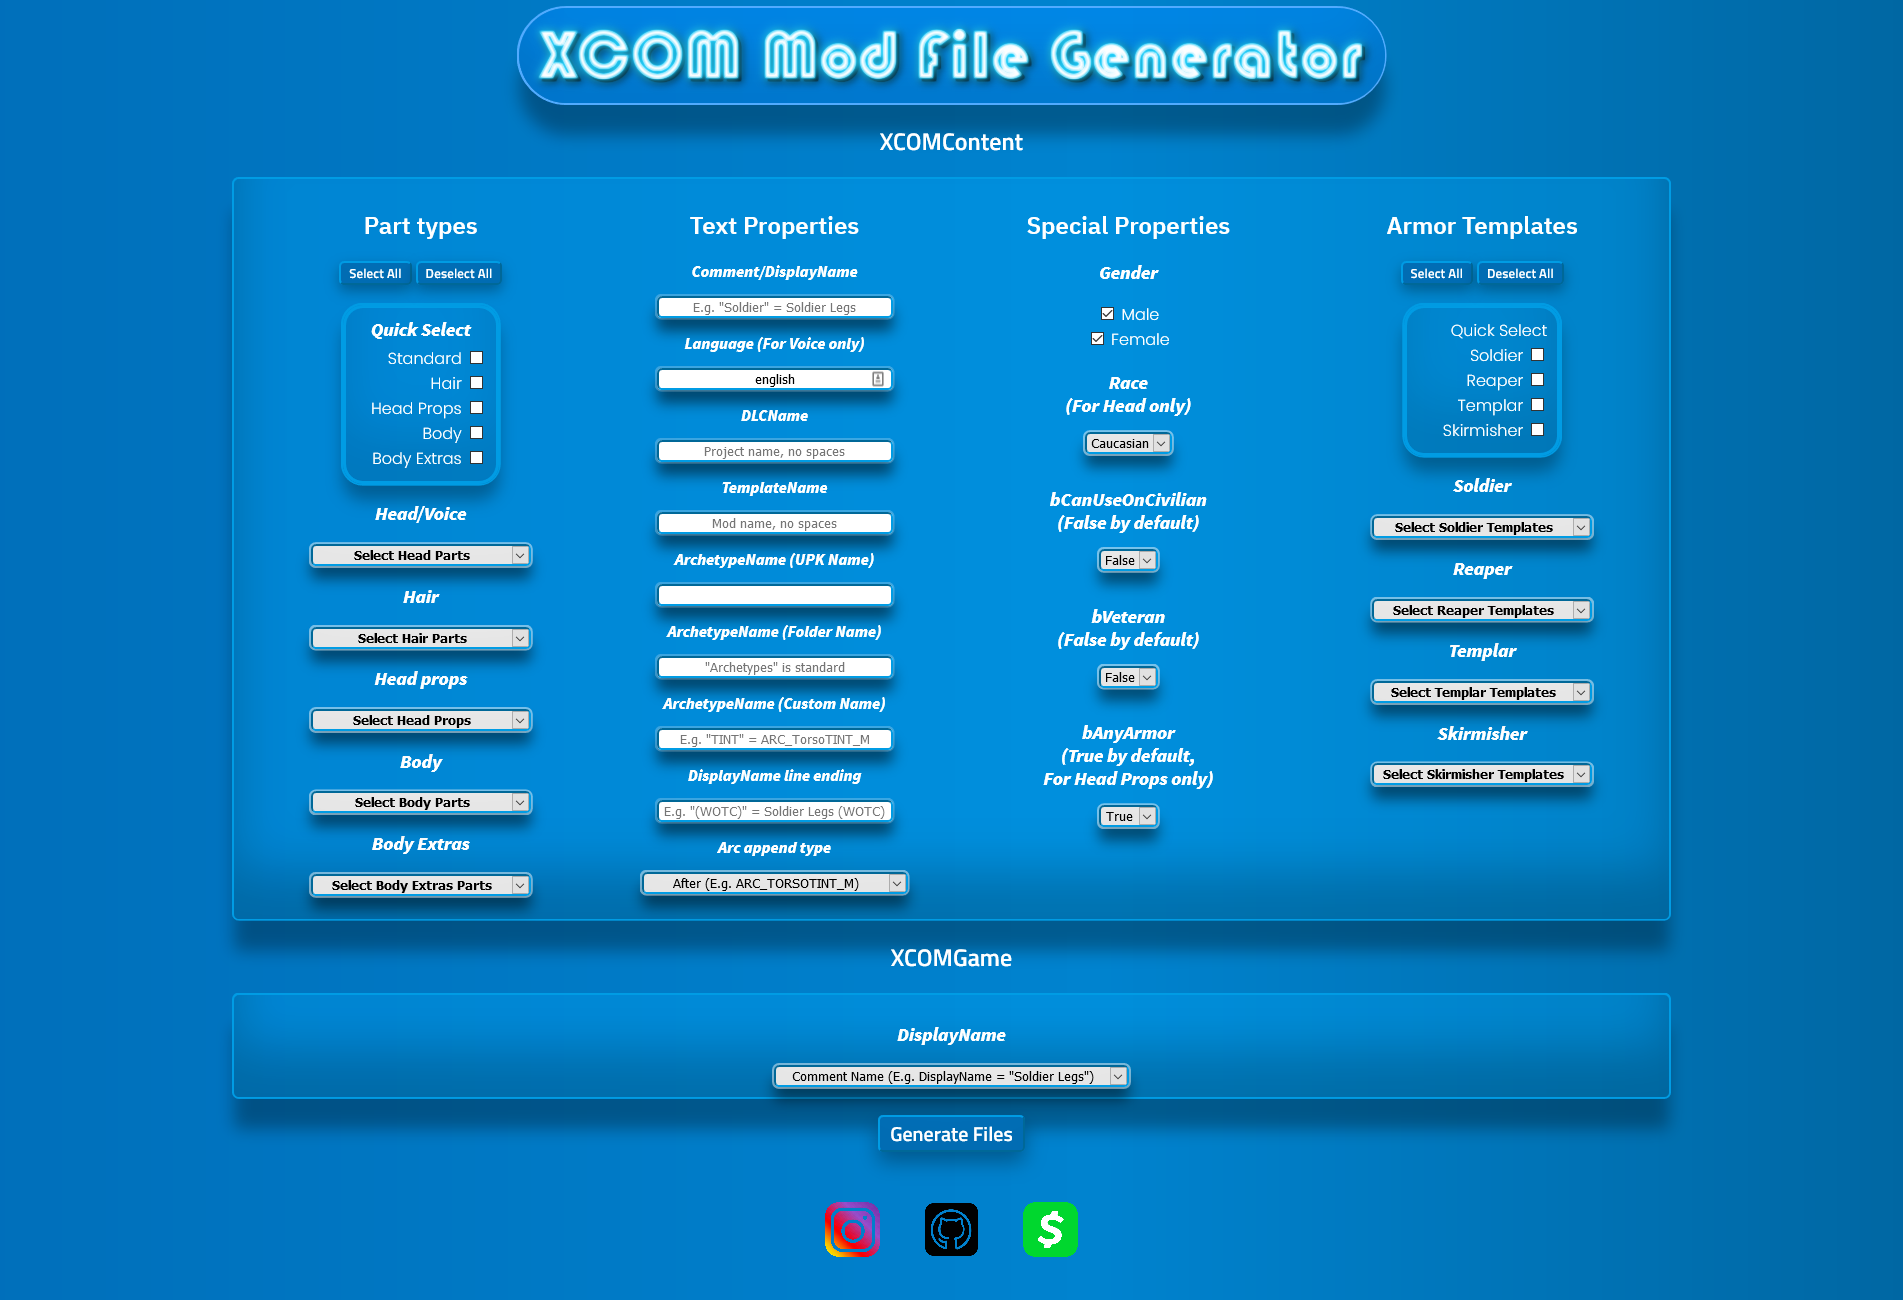 XCOM Mod File Generator
XCOMContent
Part types
Select All Deselect All
Quick Select
Standard
Hair
Head Props
Body
Body Extras
Head/Voice
Select Head Parts
Hair
Select Hair Parts
Head props
Select Head Props
Body
Select Body Parts
Body Extras
Select Body Extras Parts
Text Properties
Comment/DisplayName
E.g. "Soldier" = Soldier Legs
Language (For Voice only)
english
DLCName
Project name, no spaces
TemplateName
Mod name, no spaces
ArchetypeName (UPK Name)
ArchetypeName (Folder Name)
"Archetypes" is standard
ArchetypeName (Custom Name)
E.g. "TINT" = ARC_TorsoTINT_M
DisplayName line ending
E.g. "(WOTC)" = Soldier Legs (WOTC)
Arc append type
After (E.g. ARC_TORSOTINT_M)
Special Properties
Gender
Male
Female
Race
(For Head only)
Caucasian
bCanUseOnCivilian
(False by default)
False
bVeteran
(False by default)
False
bAnyArmor
(True by default,
For Head Props only)
True
Armor Templates
Select All Deselect All
Quick Select
Soldier
Reaper
Templar
Skirmisher
Soldier
Select Soldier Templates
Reaper
Select Reaper Templates
Templar
Select Templar Templates
Skirmisher
Select Skirmisher Templates
XCOMGame
DisplayName
Comment Name (E.g. DisplayName = "Soldier Legs")
Generate Files
$